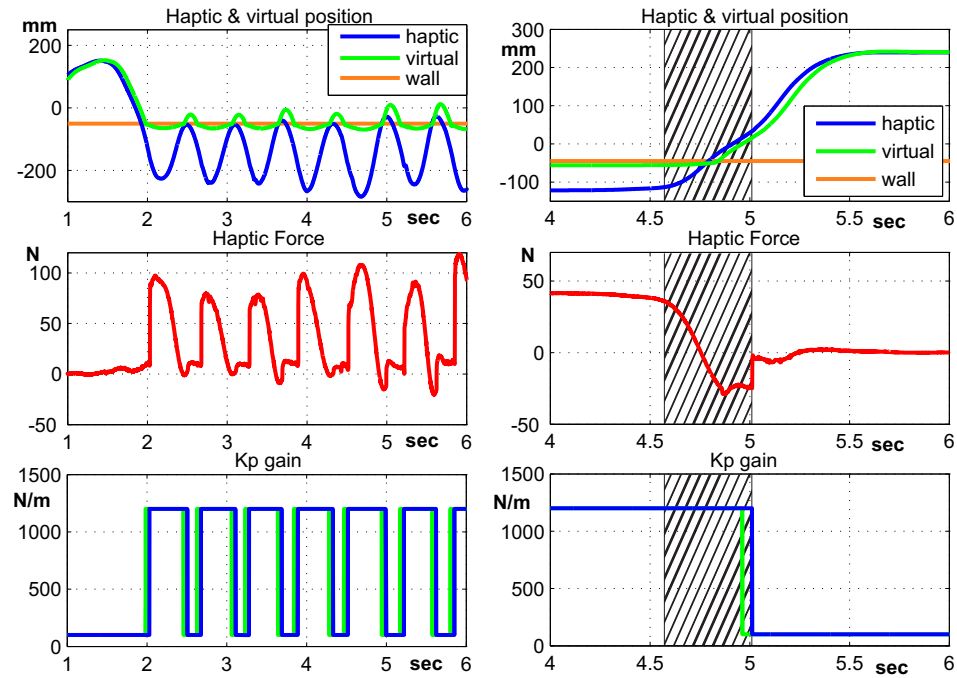 Haptic & virtual position
mm
200
0
-200
haptic
virtual
wall
1 2 3 4 5 sec 6
Haptic Force
N
100
50
0
-50
1 2 3 4 5 sec 6
Kp gain
1500
N/m
1000
500
0
1 2 3 4 5 sec 6
Haptic & virtual position
300
mm
200
100
0
-100
haptic
virtual
wall
4 4.5 5 5.5 sec 6
Haptic Force
N
50
0
-50
4 4.5 5 5.5 sec 6
Kp gain
1500
N/m
1000
500
0
4 4.5 5 5.5 sec 6